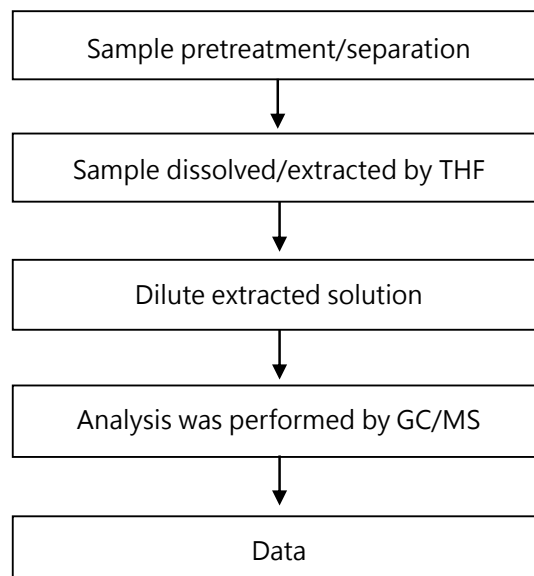 Sample pretreatment/separation
Sample dissolved/extracted by THF
Dilute extracted solution
Analysis was performed by GC/MS
Data